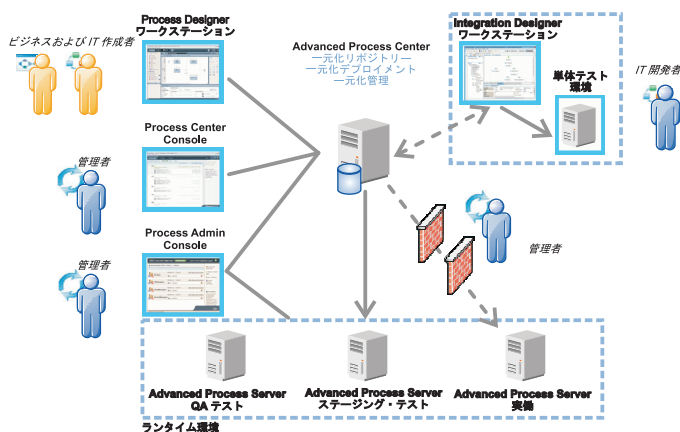 Process Designer
ワークステーション
ビジネスおよび IT 作成者
Advanced Process Center
一元化リポジトリー
一元化デプロイメント
一元化管理
Integration Designer
ワークステーション
単体テスト
環境
IT 開発者
Process Center
Console
管理者
Process Admin
Console
管理者
管理者
Advanced Process Server
QA テスト
Advanced Process Server
ステージング・テスト
Advanced Process Server
実働
ランタイム環境